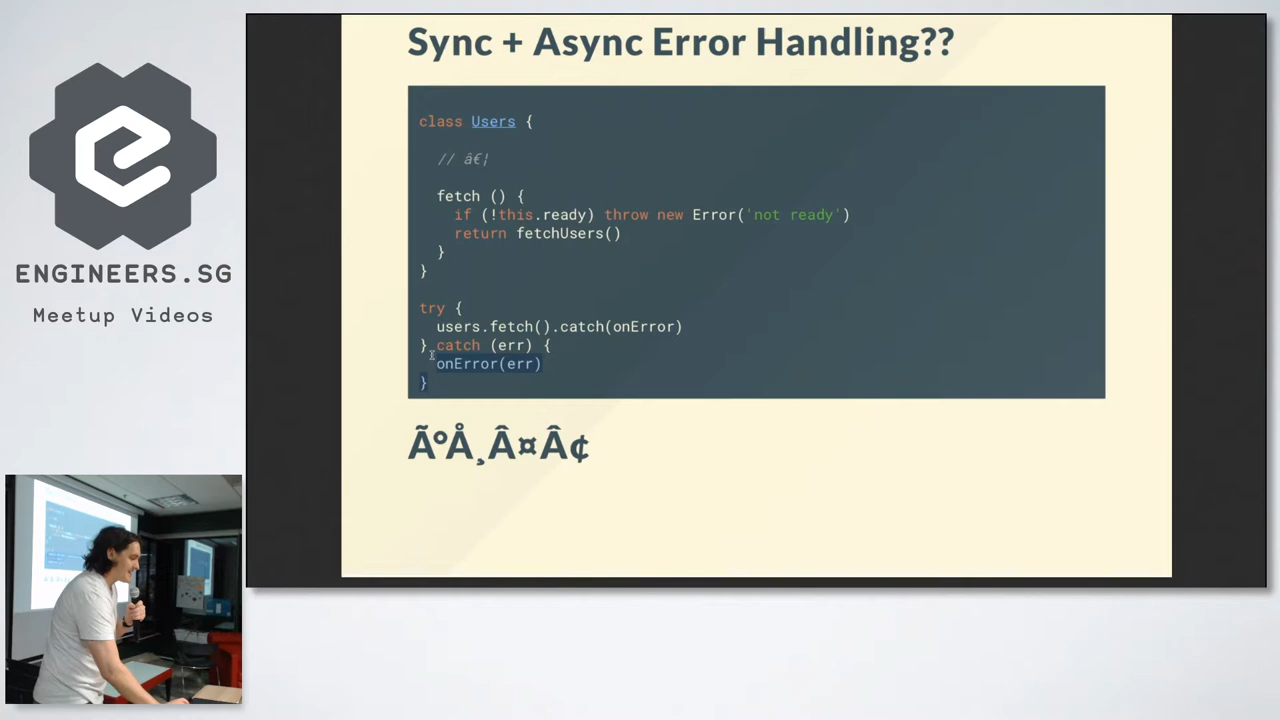 Sync + Async Error Handling??
class Users {
// â€¦
fetch () {
if (!this.ready) throw new Error('not ready')
return fetchUsers()
}
}
try {
users.fetch().catch(onError)
} catch (err) {
onError(err)
}
Ã°Å¸Â¤Â¢
ENGINEERS.SG
Meetup Videos